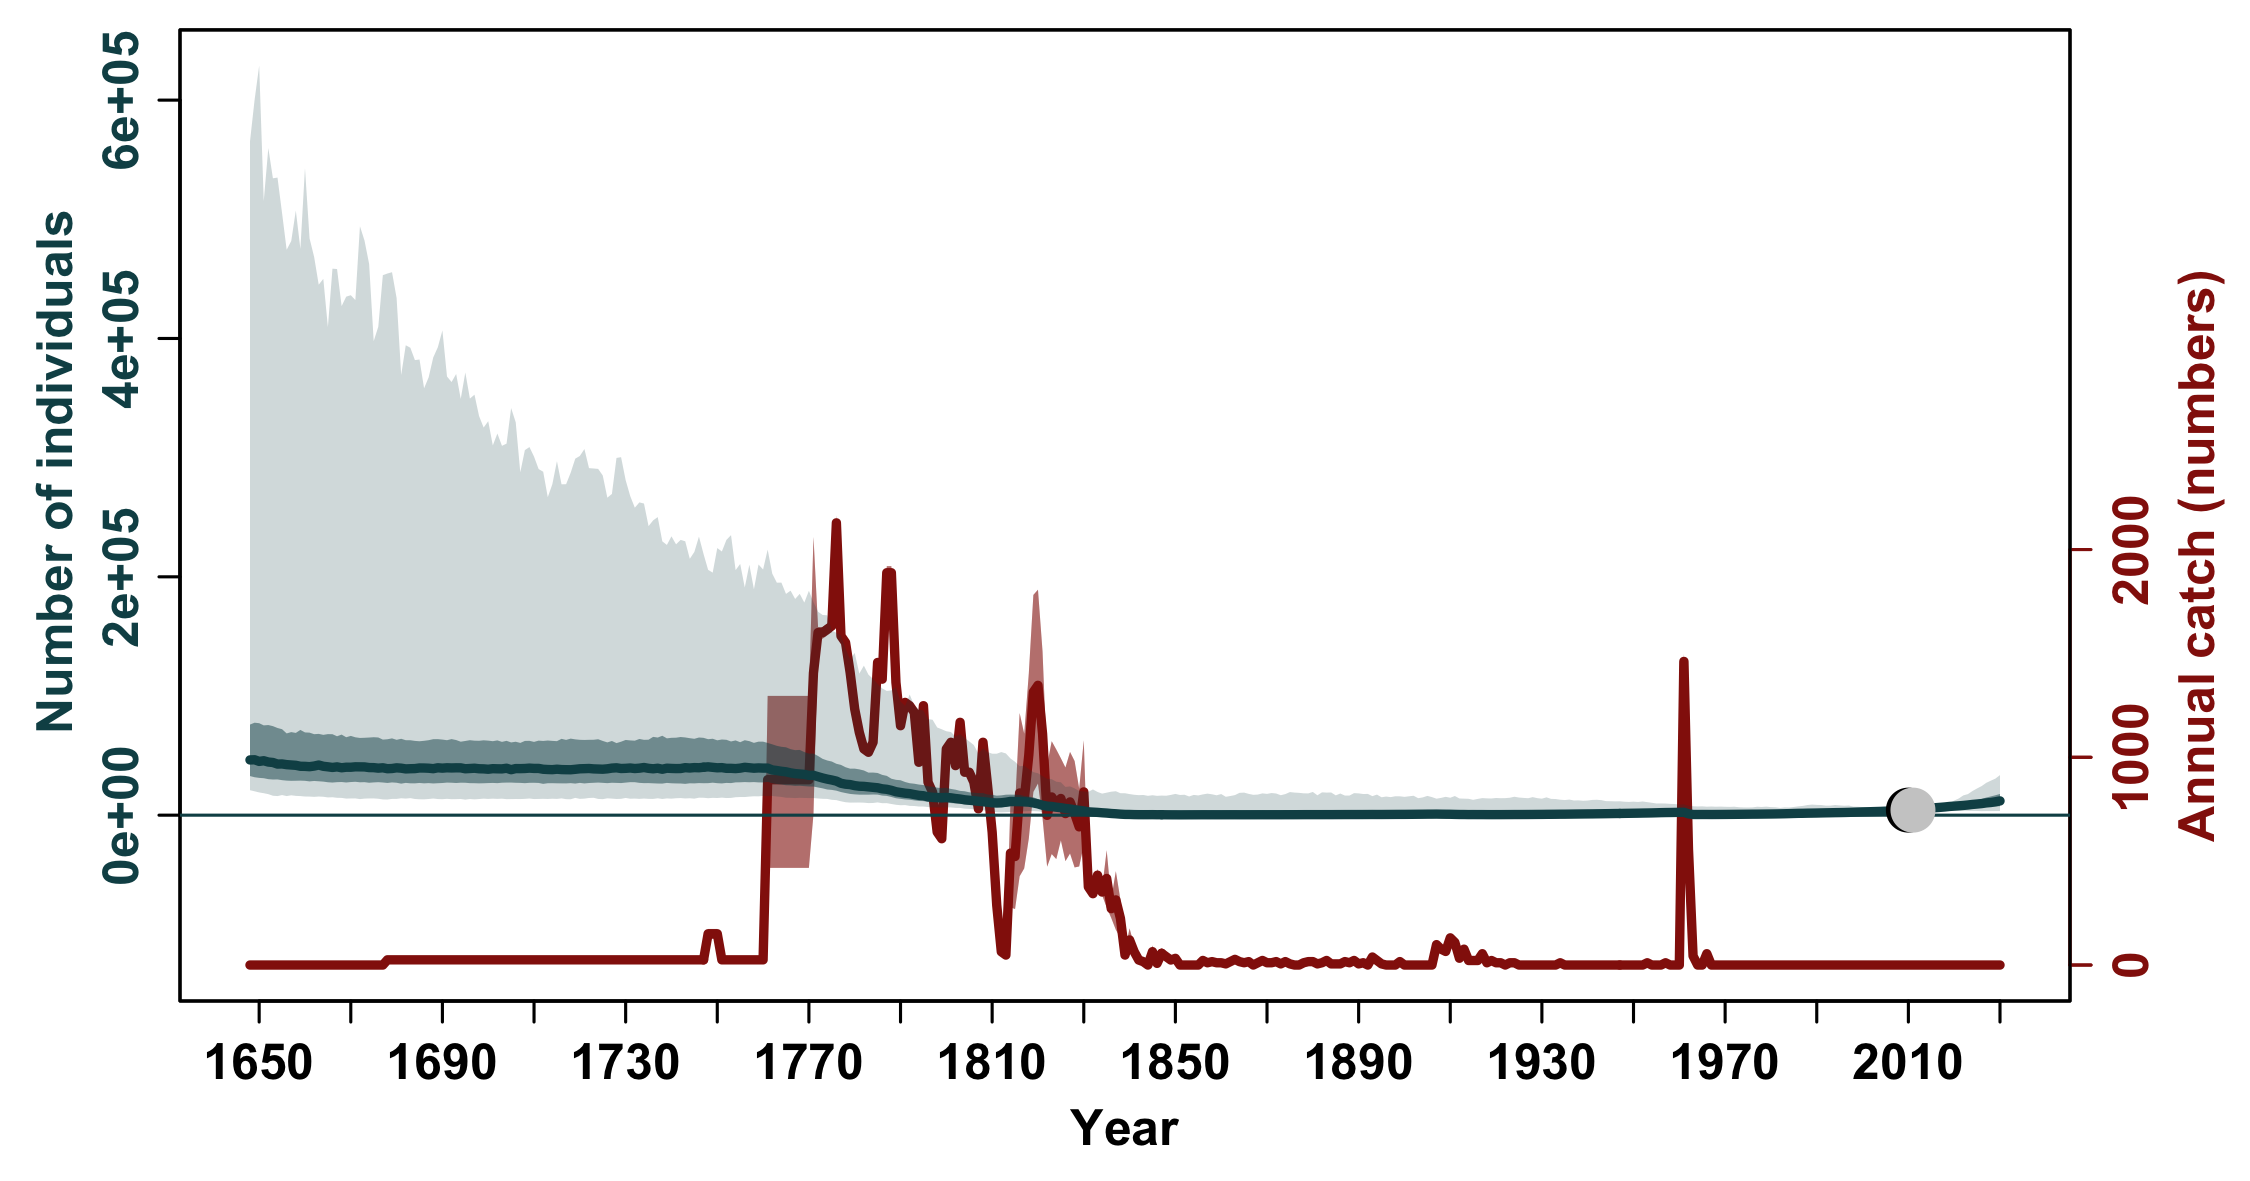 Number of individuals
0e+00
2e+05
4e+05
6e+05
Annual catch (numbers)
0
1000
2000
1650 1690 1730 1770 1810 1850 1890 1930 1970 2010
Year